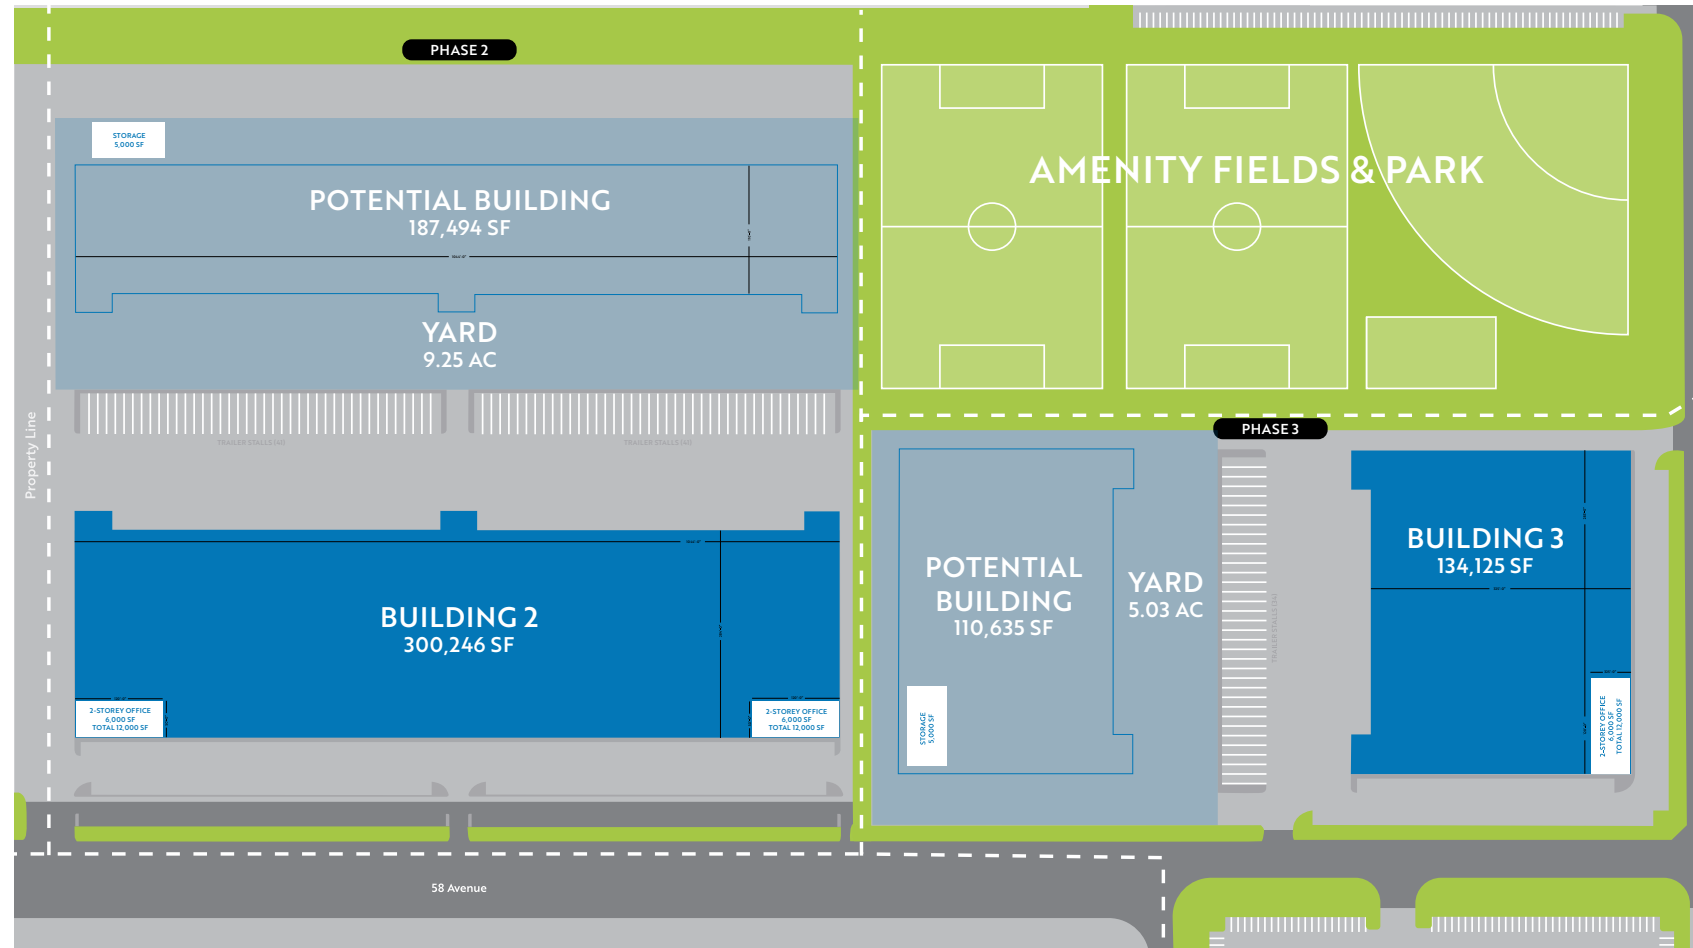 PHASE 2
STORAGE
5,000 SF
POTENTIAL BUILDING
187,494 SF
YARD
9.25 AC
AMENITY FIELDS & PARK
Property Line
TRAILER STALLS (41)
PHASE 3
POTENTIAL
BUILDING
110,635 SF
YARD
5.03 AC
STORAGE
5,000 SF
BUILDING 3
134,125 SF
2-STOREY OFFICE
6,000 SF
TOTAL 12,000 SF
BUILDING 2
300,246 SF
2-STOREY OFFICE
6,000 SF
TOTAL 12,000 SF
2-STOREY OFFICE
6,000 SF
TOTAL 12,000 SF
58 Avenue